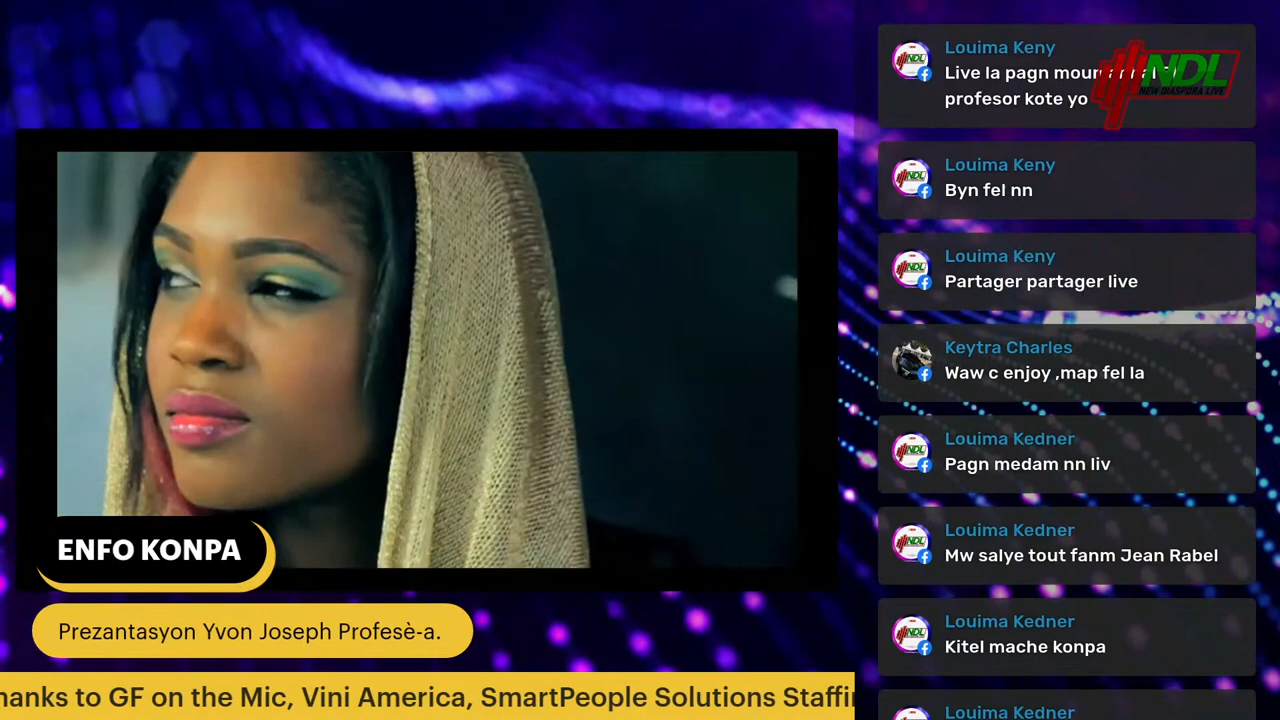 ENFO KONPA
Prezantasyon Yvon Joseph Profesè-a.
hanks to GF on the Mic, Vini America, SmartPeople Solutions Staffin
NDL
NEW DIASPORA LIVE
Louima Keny
Live la pagn
profesor kote yo
Louima Keny
Byn fel nn
Louima Keny
Partager partager live
Keytra Charles
Waw c enjoy ,map fel la
Louima Kedner
Pagn medam nn liv
Louima Kedner
Mw salye tout fanm Jean Rabel
Louima Kedner
Kitel mache konpa
Louima Kedner